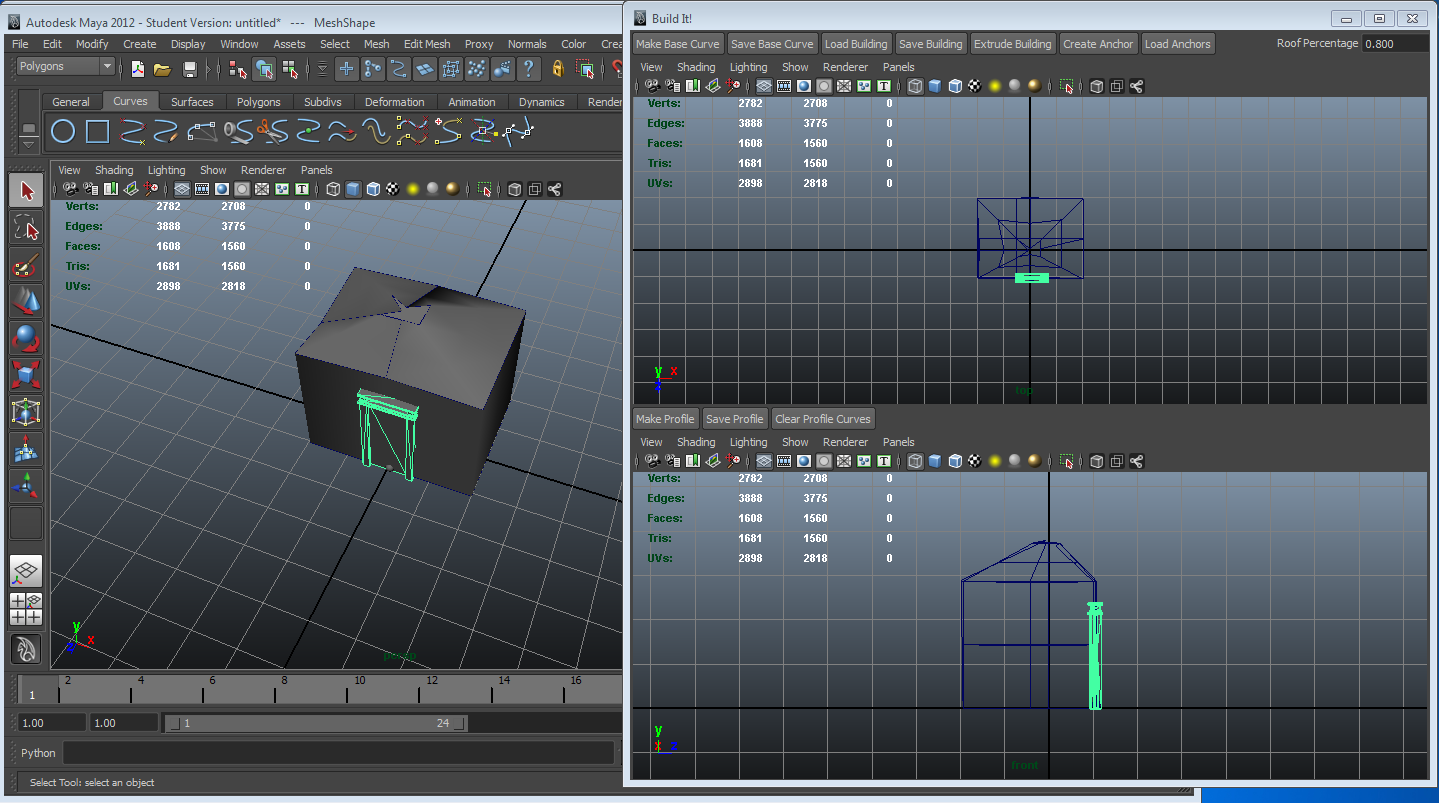 Autodesk Maya 2012 - Student Version: untitled* --- MeshShape
File Edit Modify Create Display Window Assets Select Mesh Edit Mesh Proxy Normals Color Crea
Polygons
General Curves Surfaces Polygons Subdivs Deformation Animation Dynamics Render
View Shading Lighting Show Renderer Panels
Verts: 2782 2708 0
Edges: 3888 3775 0
Faces: 1608 1560 0
Tris: 1681 1560 0
UVs: 2898 2818 0
y
x
z
persp
1 2 4 6 8 10 12 14 16
1.00 1.00 1 24
Python
Select Tool: select an object
Build It!
Make Base Curve Save Base Curve Load Building Save Building Extrude Building Create Anchor Load Anchors Roof Percentage 0.800
View Shading Lighting Show Renderer Panels
Verts: 2782 2708 0
Edges: 3888 3775 0
Faces: 1608 1560 0
Tris: 1681 1560 0
UVs: 2898 2818 0
y x
z
top
Make Profile Save Profile Clear Profile Curves
View Shading Lighting Show Renderer Panels
Verts: 2782 2708 0
Edges: 3888 3775 0
Faces: 1608 1560 0
Tris: 1681 1560 0
UVs: 2898 2818 0
y
x z
front